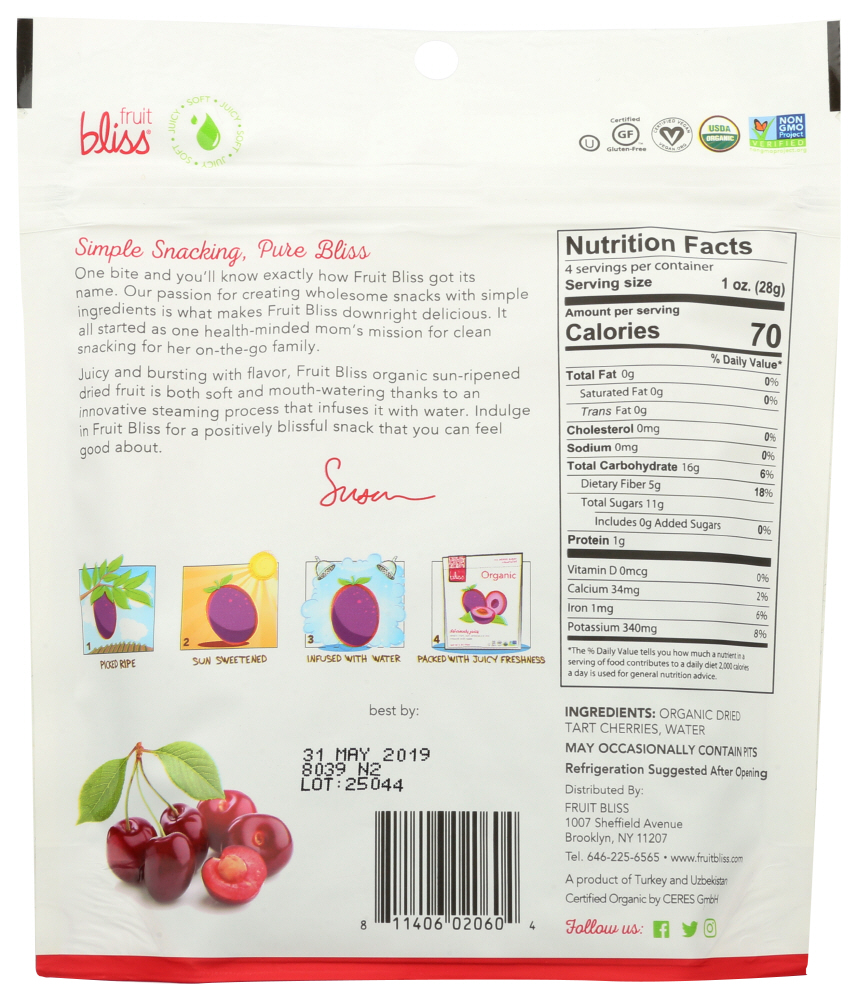 fruit
bliss®
SOFT • JUICY • SOFT • JUICY • SOFT • JUICY •
U
Certified
GF
Gluten-Free
CERTIFIED VEGAN
V
VEGAN.ORG
USDA
ORGANIC
NON
GMO
Project
VERIFIED
Simple Snacking, Pure Bliss
One bite and you'll know exactly how Fruit Bliss got its
name. Our passion for creating wholesome snacks with simple
ingredients is what makes Fruit Bliss downright delicious. It
all started as one health-minded mom's mission for clean
snacking for her on-the-go family.
Juicy and bursting with flavor, Fruit Bliss organic sun-ripened
dried fruit is both soft and mouth-watering thanks to an
innovative steaming process that infuses it with water. Indulge
in Fruit Bliss for a positively blissful snack that you can feel
good about.
Susan
1
PICKED RIPE
2
SUN SWEETENED
3
INFUSED WITH WATER
bliss
Organic
4
PACKED WITH JUICY FRESHNESS
best by:
31 MAY 2019
8039 N2
LOT:25044
8 11406 02060 4
Nutrition Facts
4 servings per container
Serving size 1 oz. (28g)
Amount per serving
Calories 70
% Daily Value*
Total Fat 0g 0%
Saturated Fat 0g 0%
Trans Fat 0g
Cholesterol 0mg 0%
Sodium 0mg 0%
Total Carbohydrate 16g 6%
Dietary Fiber 5g 18%
Total Sugars 11g
Includes 0g Added Sugars 0%
Protein 1g
Vitamin D 0mcg 0%
Calcium 34mg 2%
Iron 1mg 6%
Potassium 340mg 8%
*The % Daily Value tells you how much a nutrient in a
serving of food contributes to a daily diet 2,000 calories
a day is used for general nutrition advice.
INGREDIENTS: ORGANIC DRIED
TART CHERRIES, WATER
MAY OCCASIONALLY CONTAIN PITS
Refrigeration Suggested After Opening
Distributed By:
FRUIT BLISS
1007 Sheffield Avenue
Brooklyn, NY 11207
Tel. 646-225-6565 • www.fruitbliss.com
A product of Turkey and Uzbekistan
Certified Organic by CERES GmbH
Follow us: